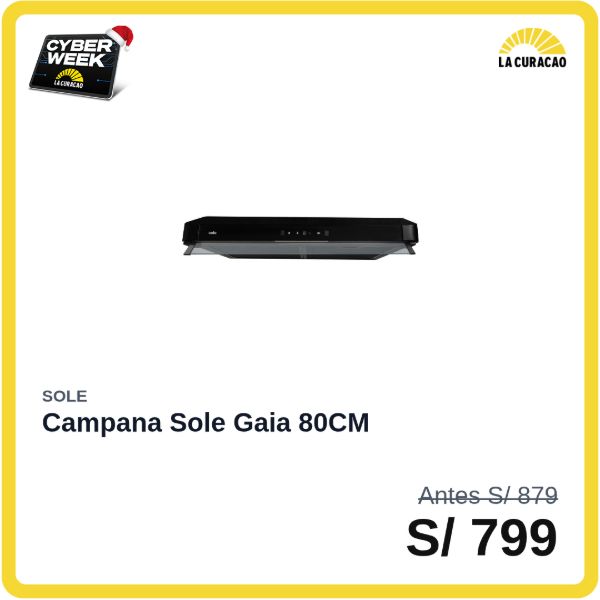 CYBER
WEEK
LA CURACAO
LA CURACAO
SOLE
Campana Sole Gaia 80CM
Antes S/ 879
S/ 799